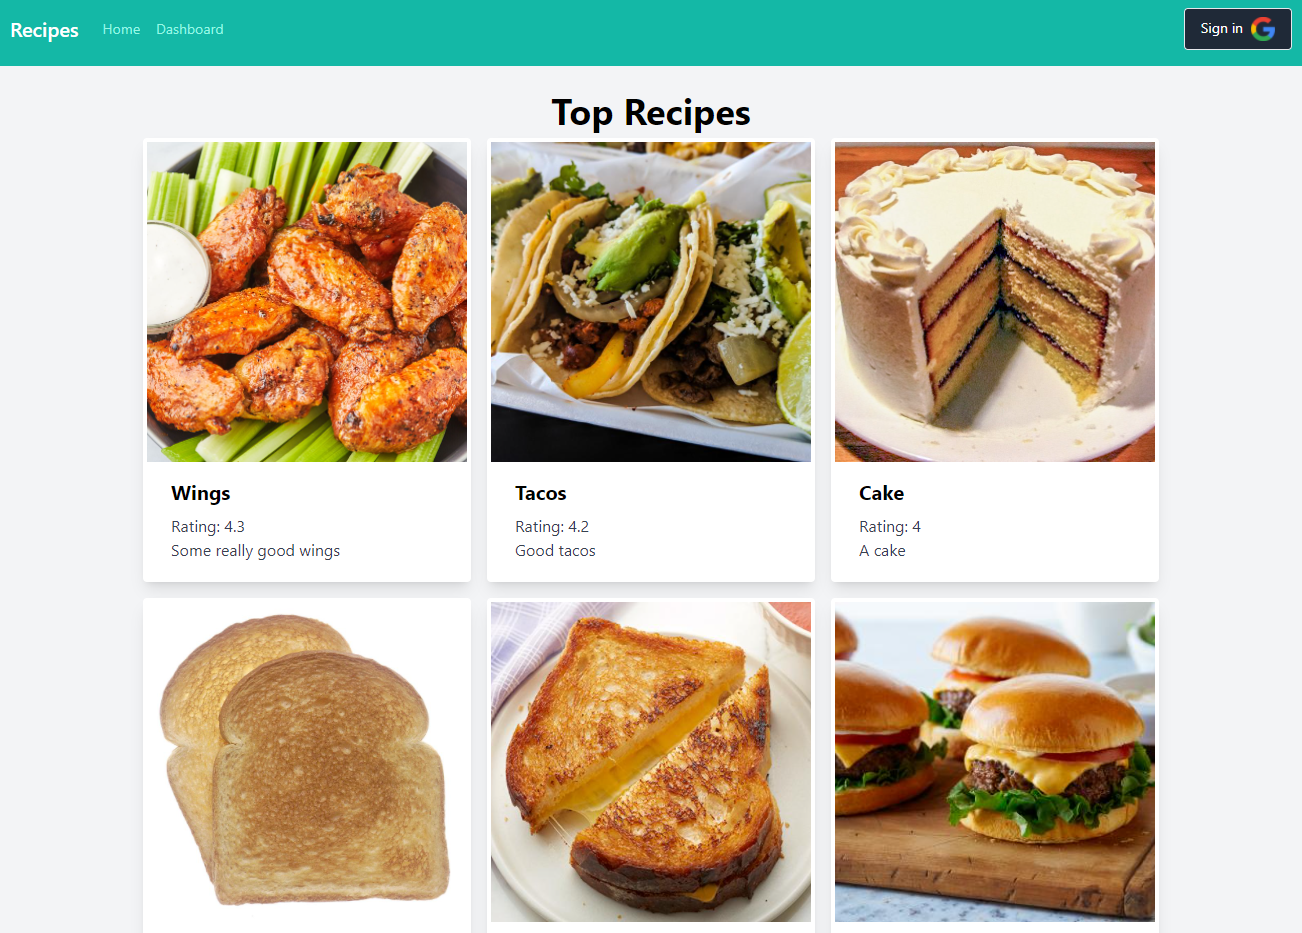 Recipes Home Dashboard Sign in
Top Recipes
Wings
Rating: 4.3
Some really good wings
Tacos
Rating: 4.2
Good tacos
Cake
Rating: 4
A cake